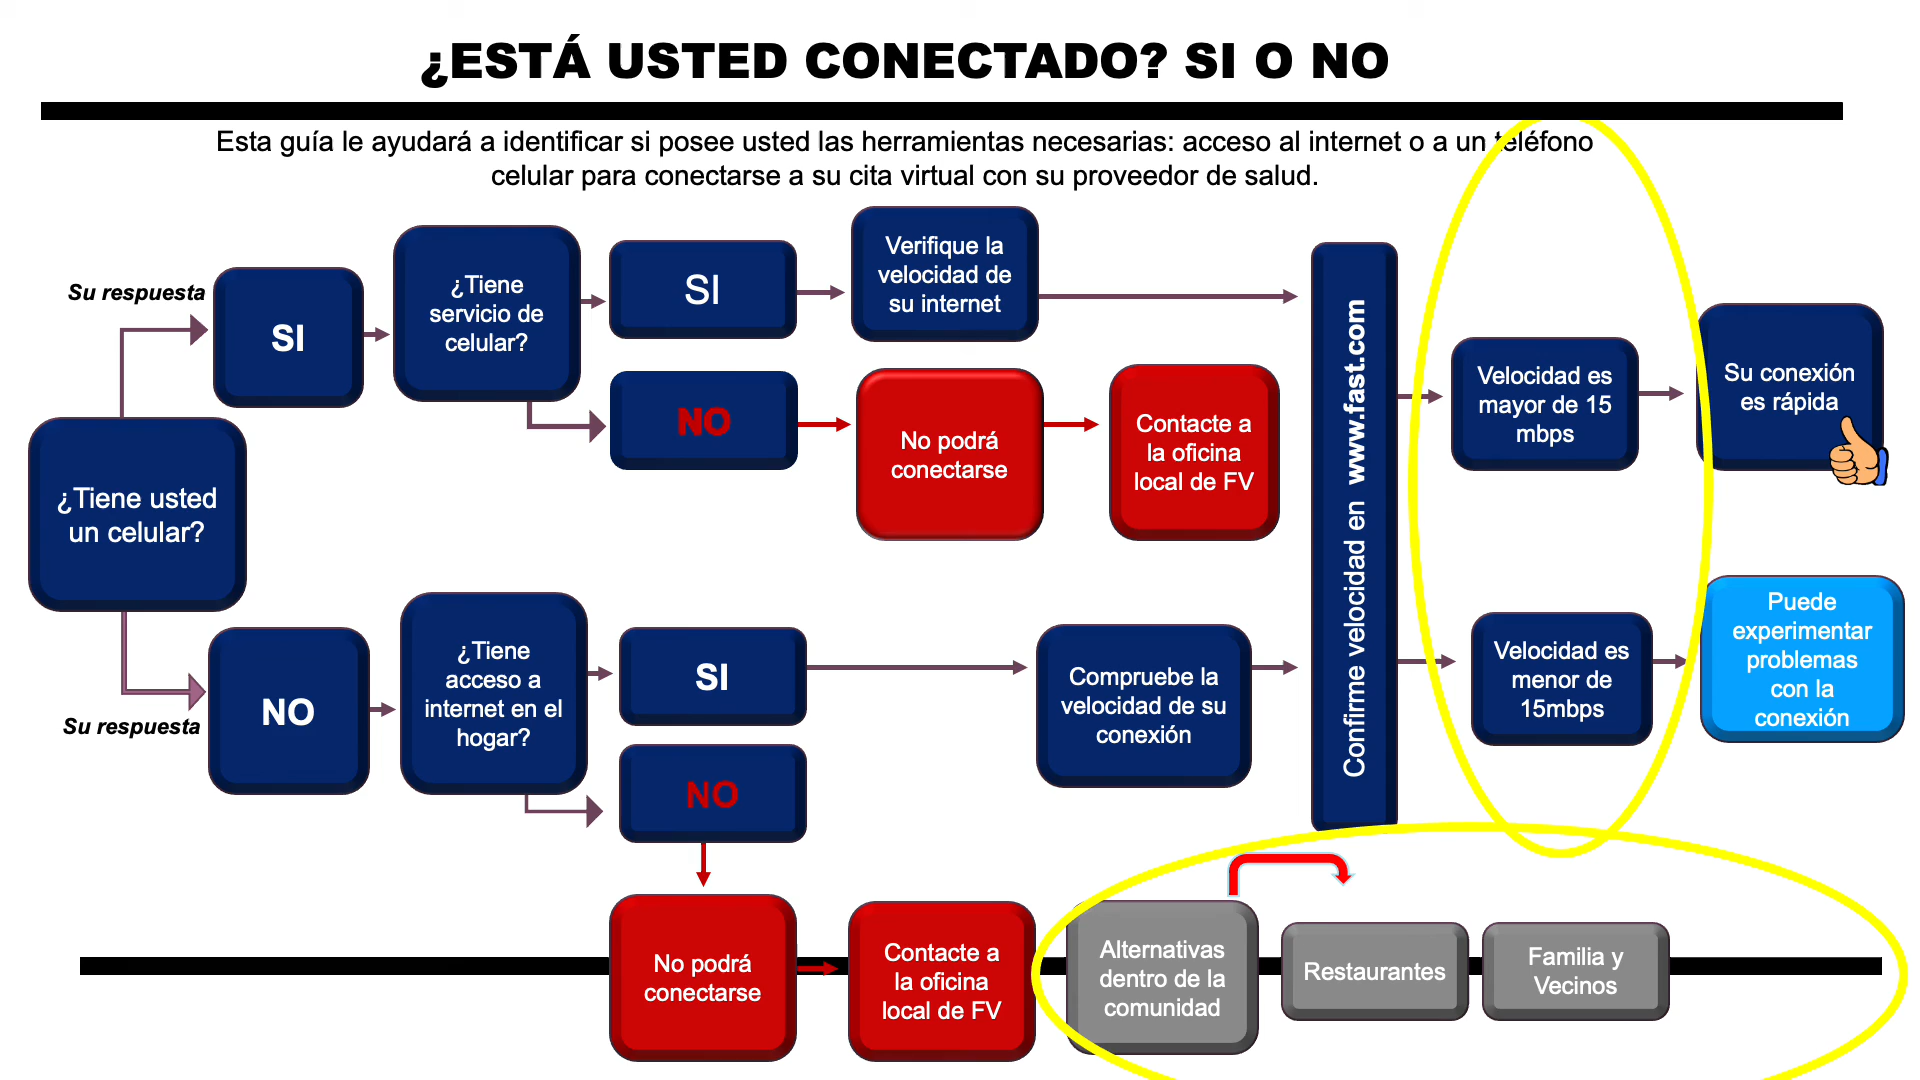 ¿ESTÁ USTED CONECTADO? SI O NO
Esta guía le ayudará a identificar si posee usted las herramientas necesarias: acceso al internet o a un teléfono
celular para conectarse a su cita virtual con su proveedor de salud.
¿Tiene usted
un celular?
Su respuesta
SI
¿Tiene
servicio de
celular?
SI
Verifique la
velocidad de
su internet
NO
No podrá
conectarse
Contacte a
la oficina
local de FV
Su respuesta
NO
¿Tiene
acceso a
internet en el
hogar?
SI
Compruebe la
velocidad de su
conexión
NO
No podrá
conectarse
Contacte a
la oficina
local de FV
Confirme velocidad en www.fast.com
Velocidad es
mayor de 15
mbps
Su conexión
es rápida
Velocidad es
menor de
15mbps
Puede
experimentar
problemas
con la
conexión
Alternativas
dentro de la
comunidad
Restaurantes
Familia y
Vecinos